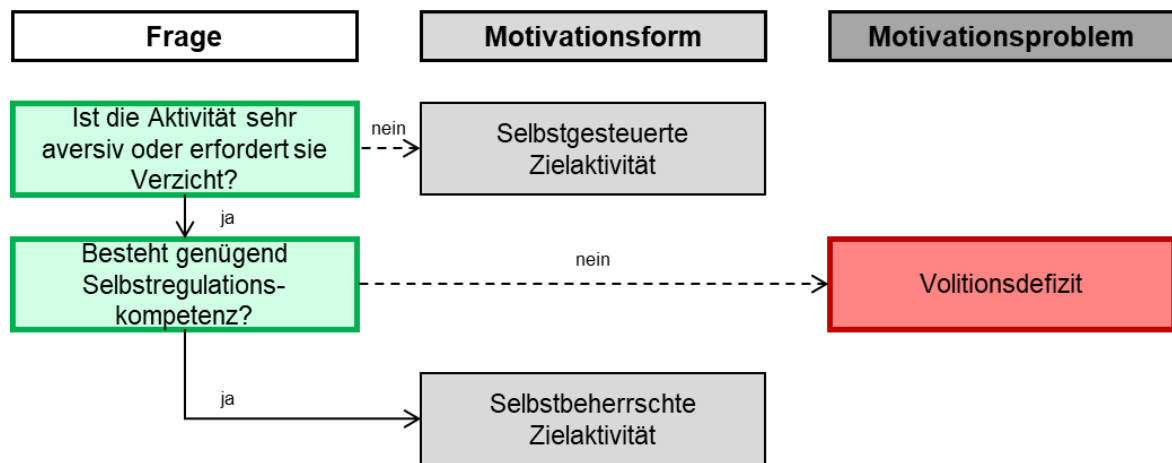 Frage
Motivationsform
Motivationsproblem
Ist die Aktivität sehr
aversiv oder erfordert sie
Verzicht?
nein
Selbstgesteuerte
Zielaktivität
ja
Besteht genügend
Selbstregulations-
kompetenz?
nein
Volitionsdefizit
ja
Selbstbeherrschte
Zielaktivität